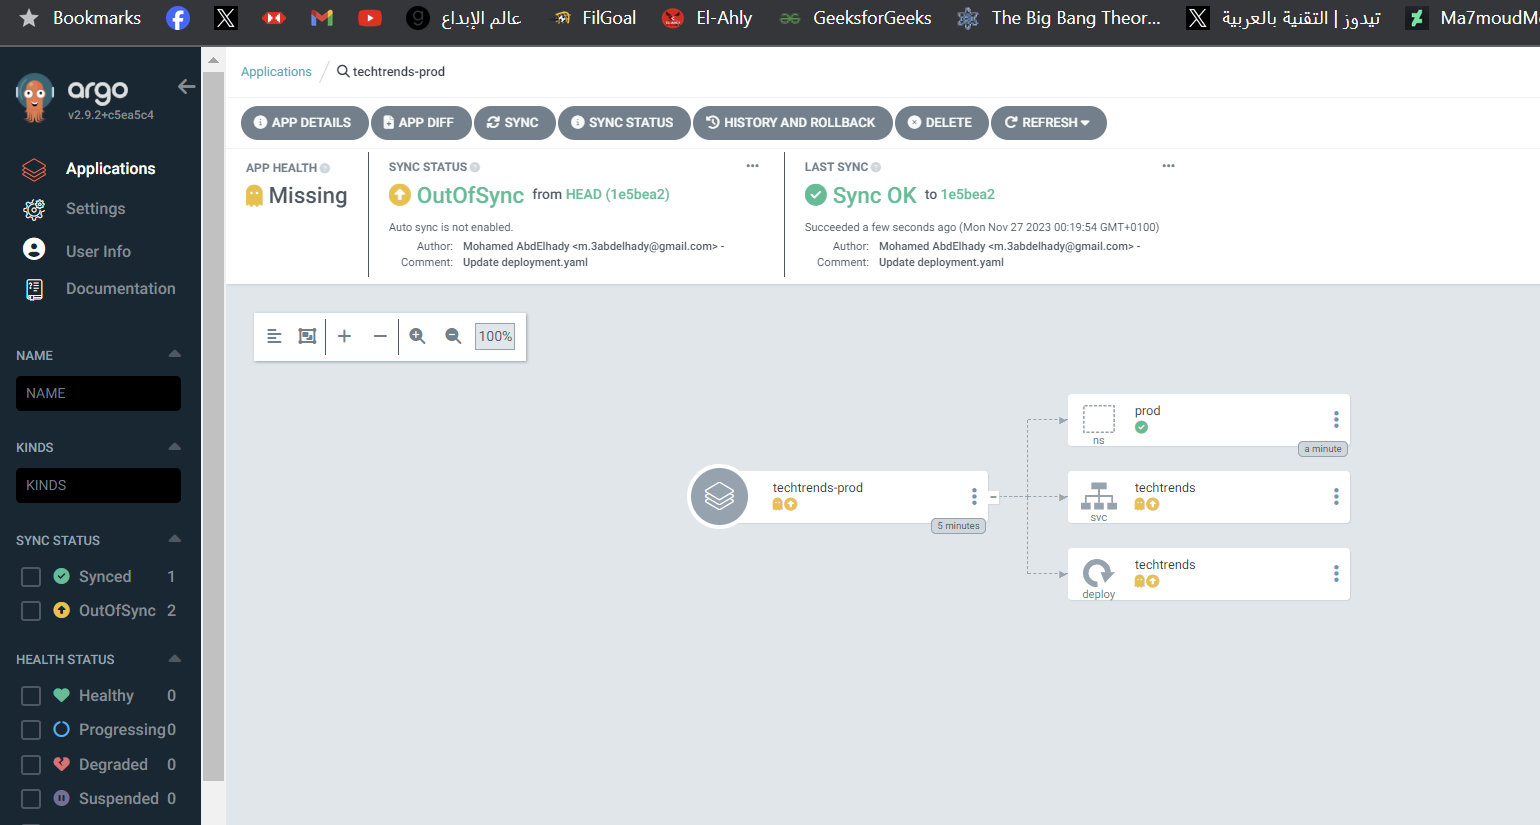 Bookmarks
عالم الإبداع
FilGoal
El-Ahly
GeeksforGeeks
The Big Bang Theor...
تيدوز | التقنية بالعربية
argo
v2.9.2+c5ea5c4
Applications
Settings
User Info
Documentation
NAME
NAME
KINDS
KINDS
SYNC STATUS
Synced 1
OutOfSync 2
HEALTH STATUS
Healthy 0
Progressing 0
Degraded 0
Suspended 0
Applications / techtrends-prod
APP DETAILS
APP DIFF
SYNC
SYNC STATUS
HISTORY AND ROLLBACK
DELETE
REFRESH
APP HEALTH
Missing
SYNC STATUS
OutOfSync from HEAD (1e5bea2)
Auto sync is not enabled.
Author: Mohamed AbdElhady <m.3abdelhady@gmail.com> -
Comment: Update deployment.yaml
LAST SYNC
Sync OK to 1e5bea2
Succeeded a few seconds ago (Mon Nov 27 2023 00:19:54 GMT+0100)
Author: Mohamed AbdElhady <m.3abdelhady@gmail.com> -
Comment: Update deployment.yaml
100%
techtrends-prod
5 minutes
prod
ns
a minute
techtrends
svc
techtrends
deploy